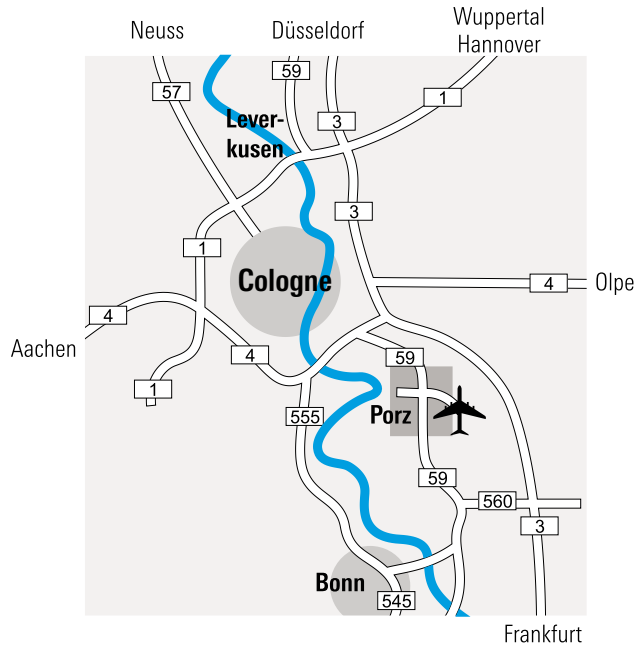 Wuppertal
Neuss
Düsseldorf
Hannover
59
57
1
Lever-
3
kusen
3
1
Cologne
4
Olpe
4
Aachen
4
59
1
Porz
555
59
560
3
Bonn
545
Frankfurt